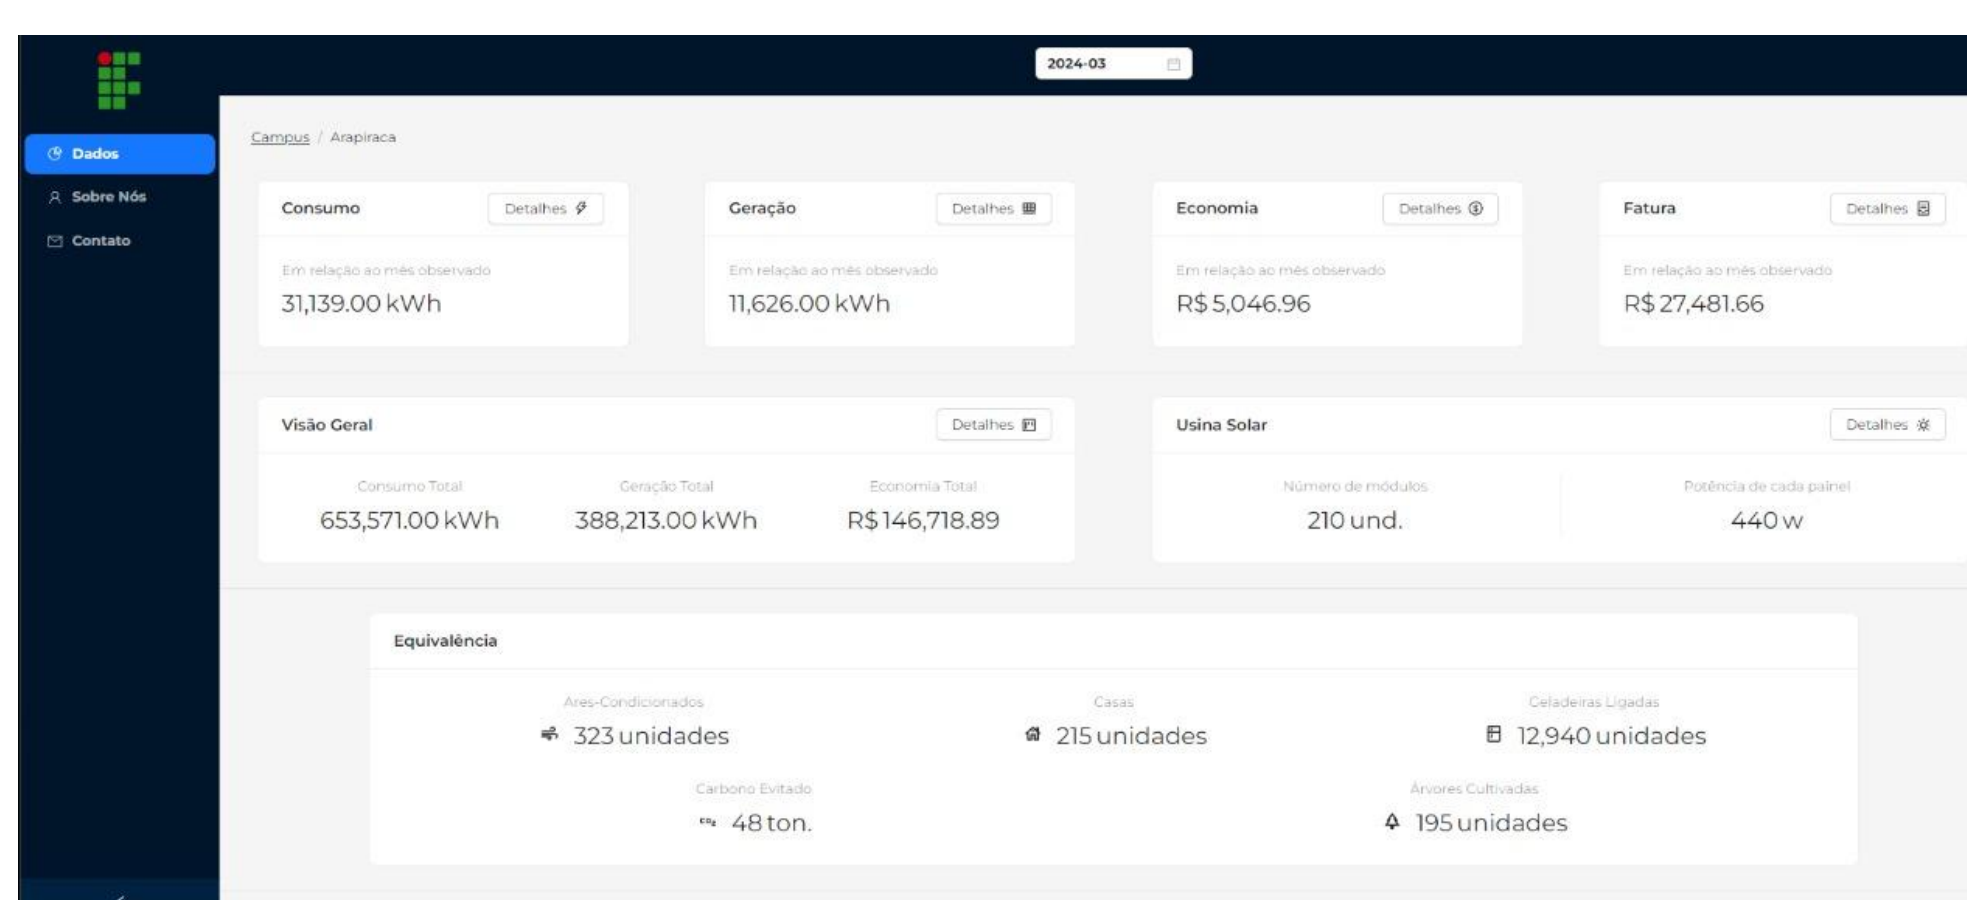 2024-03
Campus / Arapiraca
Dados
Sobre Nós
Contato
Consumo Detalhes
Em relação ao mês observado
31,139.00 kWh
Geração Detalhes
Em relação ao mês observado
11,626.00 kWh
Economia Detalhes
Em relação ao mês observado
R$ 5,046.96
Fatura Detalhes
Em relação ao mês observado
R$ 27,481.66
Visão Geral Detalhes
Consumo Total Geração Total Economia Total
653,571.00 kWh 388,213.00 kWh R$ 146,718.89
Usina Solar Detalhes
Número de módulos Potência de cada painel
210 und. 440 w
Equivalência
Ares-Condicionados Casas Geladeiras Ligadas
323 unidades 215 unidades 12,940 unidades
Carbono Evitado Árvores Cultivadas
CO₂ 48 ton. 195 unidades